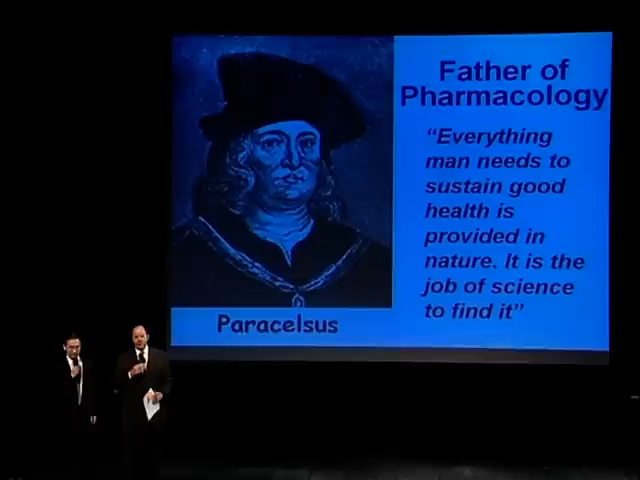 Father of
Pharmacology
“Everything
man needs to
sustain good
health is
provided in
nature. It is the
job of science
to find it”
Paracelsus